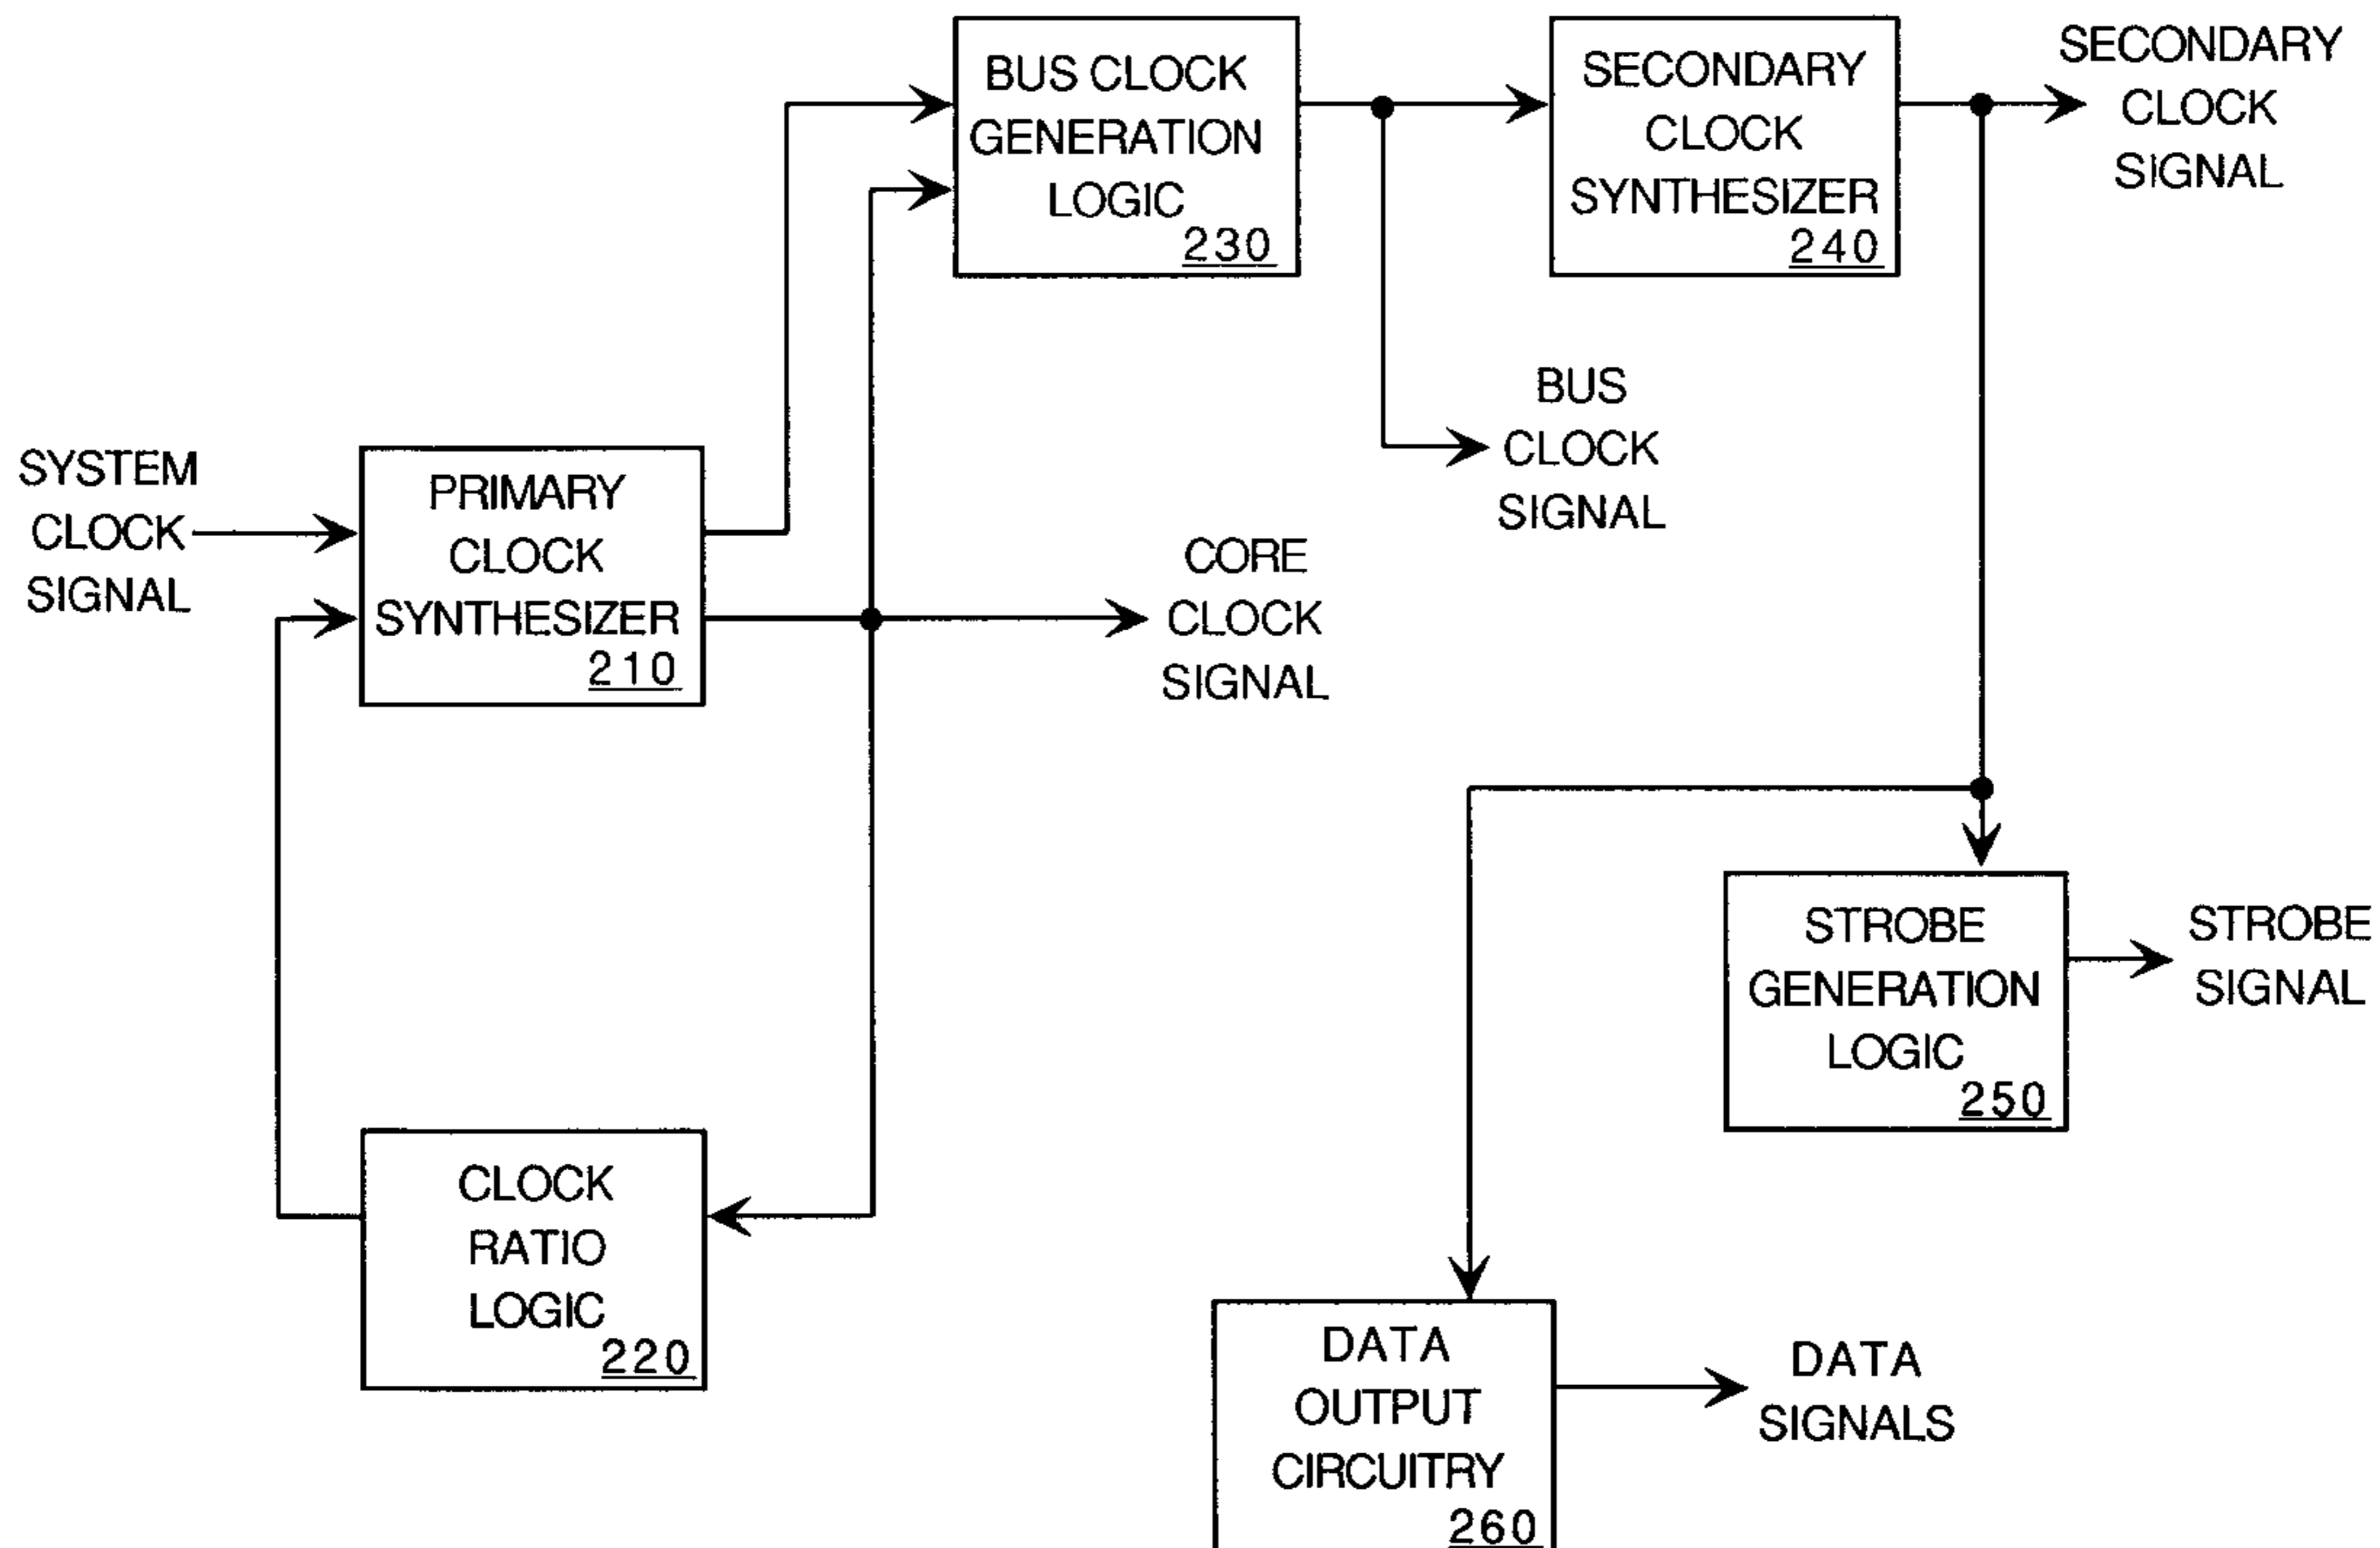 BUS CLOCK
GENERATION
LOGIC
230
SECONDARY
CLOCK
SYNTHESIZER
240
SECONDARY
CLOCK
SIGNAL
BUS
CLOCK
SIGNAL
SYSTEM
CLOCK
SIGNAL
PRIMARY
CLOCK
SYNTHESIZER
210
CORE
CLOCK
SIGNAL
STROBE
GENERATION
LOGIC
250
STROBE
SIGNAL
CLOCK
RATIO
LOGIC
220
DATA
OUTPUT
CIRCUITRY
260
DATA
SIGNALS